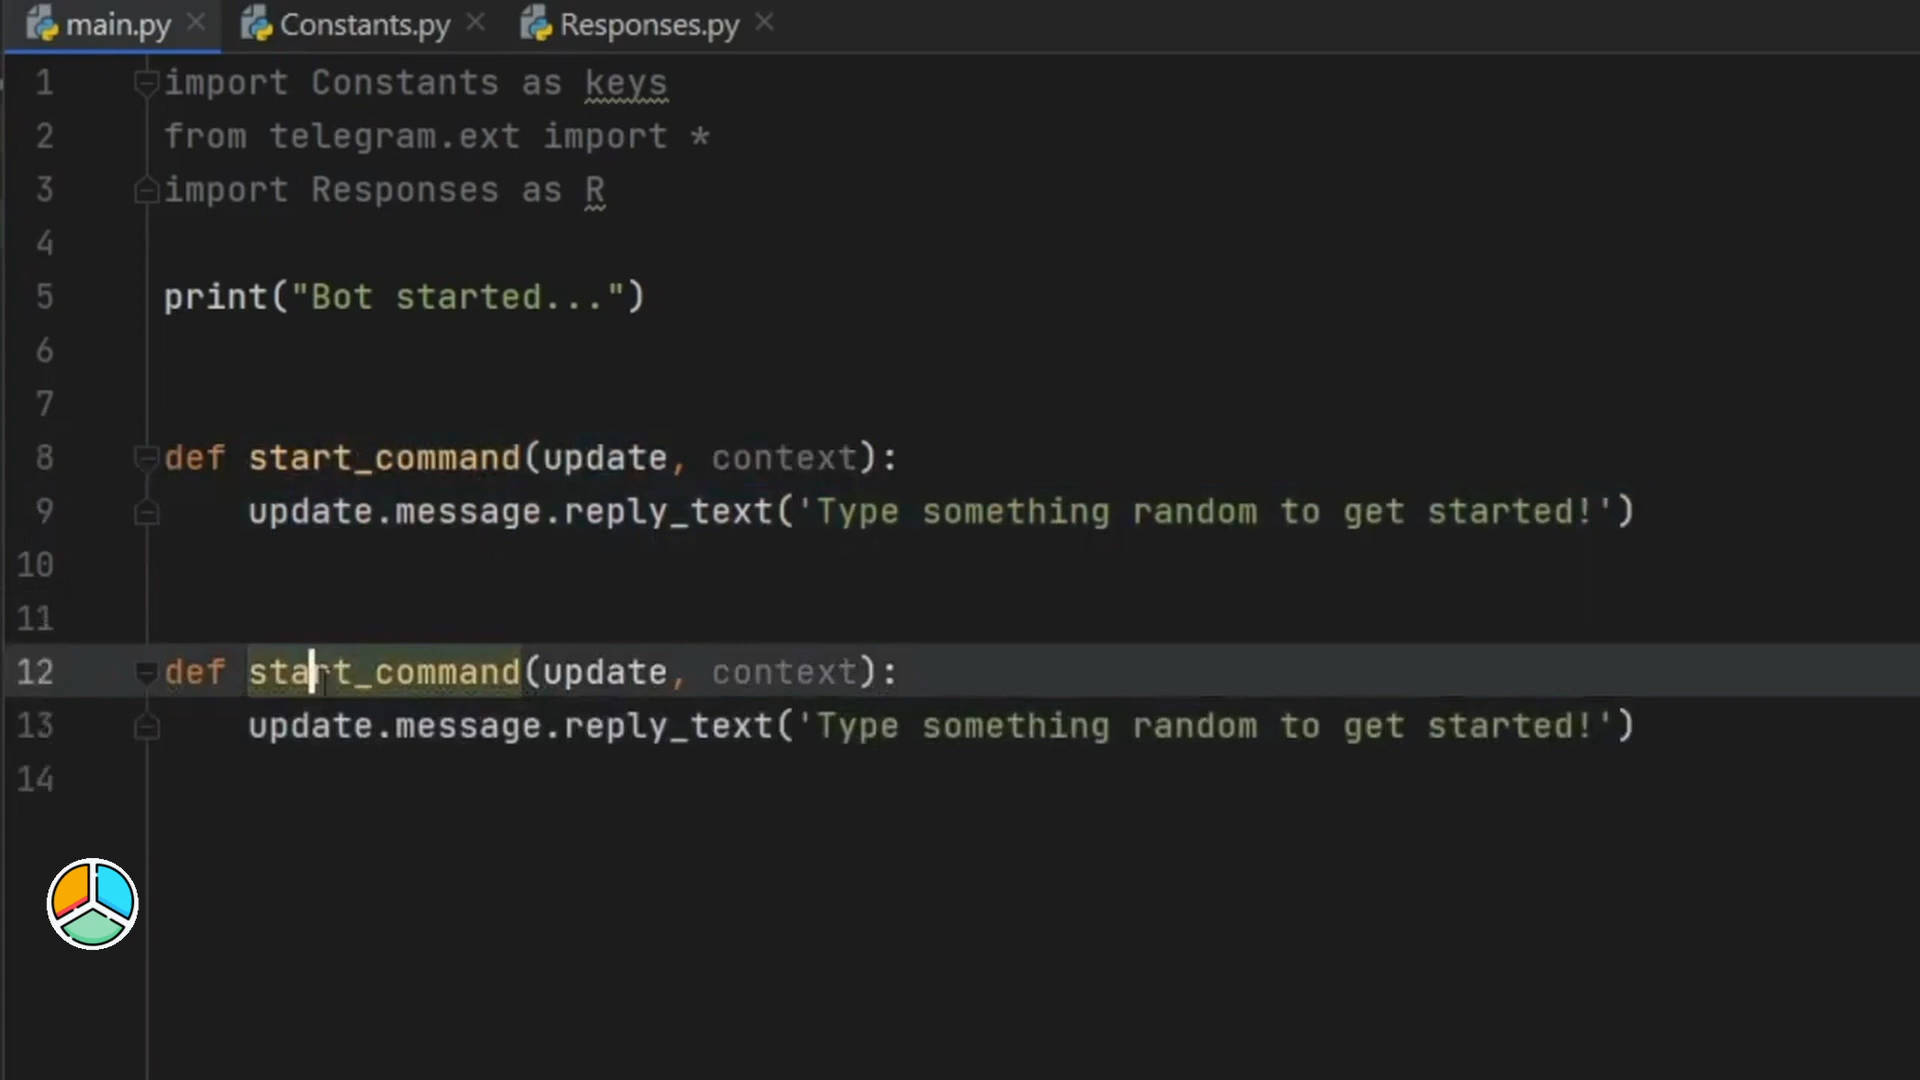 main.py Constants.py Responses.py
1 import Constants as keys
2 from telegram.ext import *
3 import Responses as R
4
5 print("Bot started...")
6
7
8 def start_command(update, context):
9     update.message.reply_text('Type something random to get started!')
10
11
12 def start_command(update, context):
13     update.message.reply_text('Type something random to get started!')
14